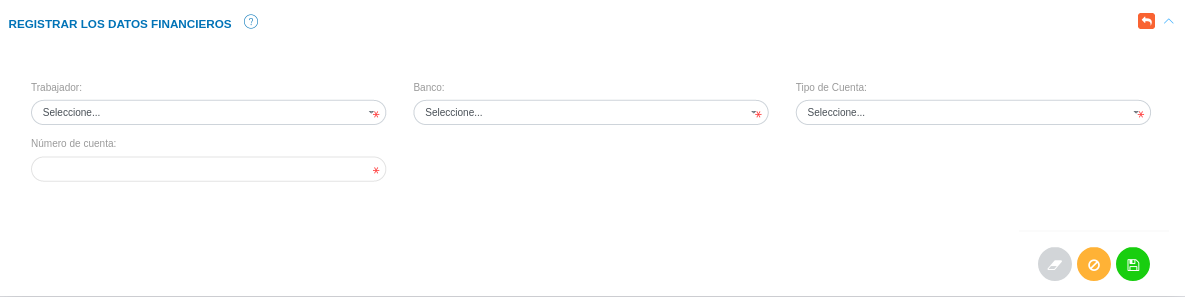 REGISTRAR LOS DATOS FINANCIEROS ?
Trabajador: Banco: Tipo de Cuenta:
Seleccione... * Seleccione... * Seleccione... *
Número de cuenta:
*